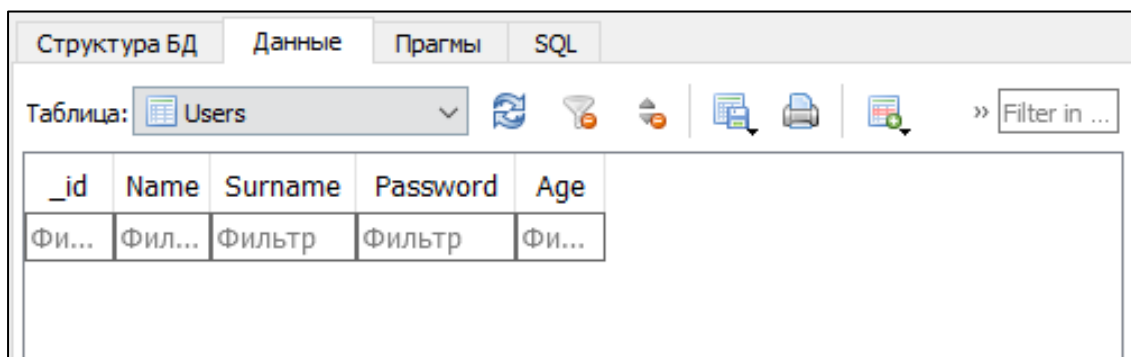 Структура БД Данные Прагмы SQL
Таблица: Users » Filter in ...
_id Name Surname Password Age
Фи... Фил... Фильтр Фильтр Фи...